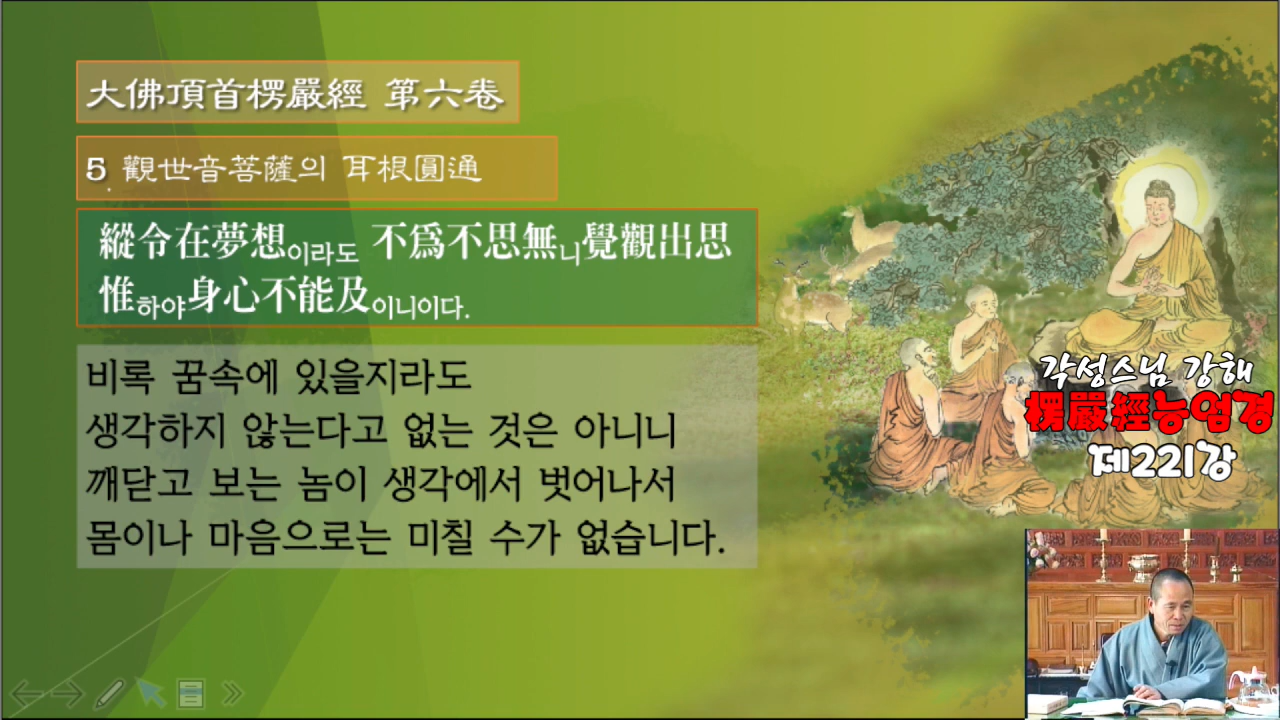 大佛頂首楞嚴經 第六卷
5. 觀世音菩薩의 耳根圓通
縱令在夢想이라도 不爲不思無니覺觀出思
惟하야身心不能及이니이다.
비록 꿈속에 있을지라도
생각하지 않는다고 없는 것은 아니니
깨닫고 보는 놈이 생각에서 벗어나서
몸이나 마음으로는 미칠 수가 없습니다.
각성스님 강해
楞嚴經능엄경
제221강